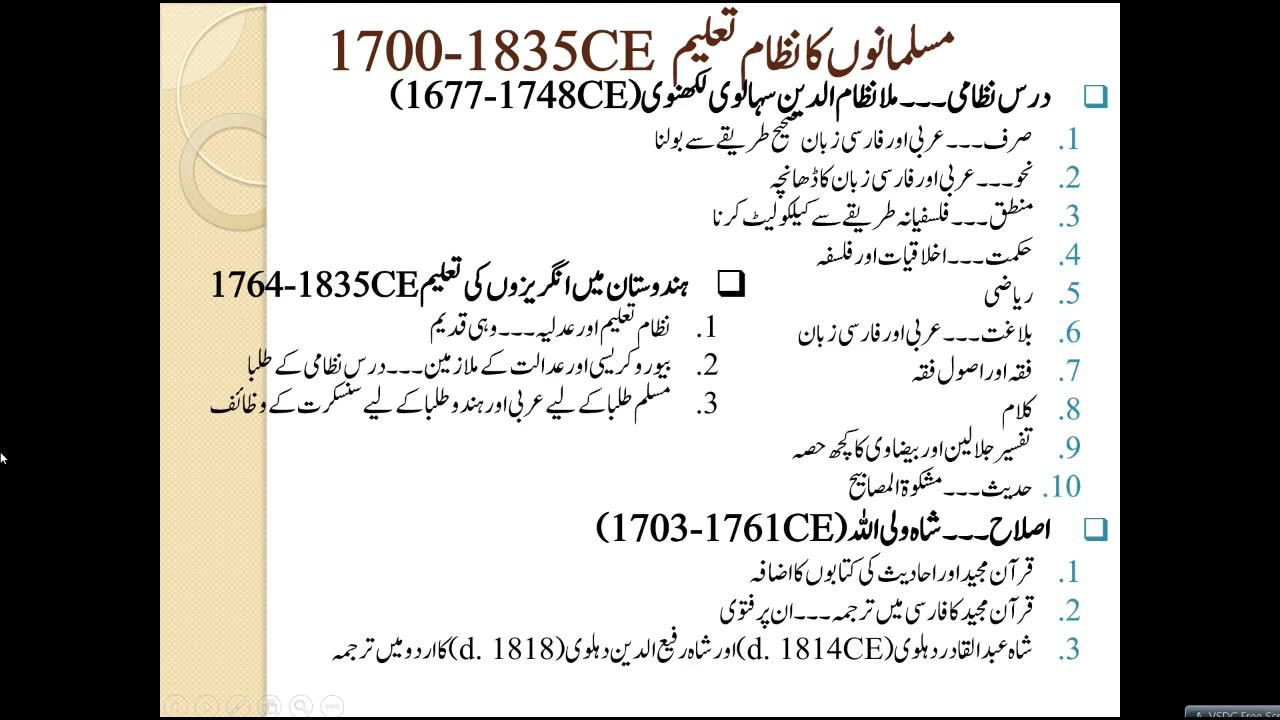 مسلمانوں کا نظام تعلیم 1700-1835CE
❑ درس نظامی۔۔۔ ملا نظام الدین سہالوی لکھنوی (1677-1748CE)
1. صرف۔۔۔ عربی اور فارسی زبان صحیح طریقے سے بولنا
2. نحو۔۔۔ عربی اور فارسی زبان کا ڈھانچہ
3. منطق۔۔۔ فلسفیانہ طریقے سے کیلکولیٹ کرنا
4. حکمت۔۔۔ اخلاقیات اور فلسفہ
5. ریاضی
6. بلاغت۔۔۔ عربی اور فارسی زبان
7. فقہ اور اصول فقہ
8. کلام
9. تفسیر جلالین اور بیضاوی کا کچھ حصہ
10. حدیث۔۔۔ مشکوۃ المصابیح
❑ ہندوستان میں انگریزوں کی تعلیم 1764-1835CE
1. نظام تعلیم اور عدلیہ۔۔۔ وہی قدیم
2. بیوروکریسی اور عدالت کے ملازمین۔۔۔ درس نظامی کے طلبا
3. مسلم طلبا کے لیے عربی اور ہندو طلبا کے لیے سنسکرت کے وظائف
❑ اصلاح۔۔۔ شاہ ولی اللہ (1703-1761CE)
1. قرآن مجید اور احادیث کی کتابوں کا اضافہ
2. قرآن مجید کا فارسی میں ترجمہ۔۔۔ ان پر فتوی
3. شاہ عبدالقادر دہلوی (d. 1814CE) اور شاہ رفیع الدین دہلوی (d. 1818) کا اردو میں ترجمہ